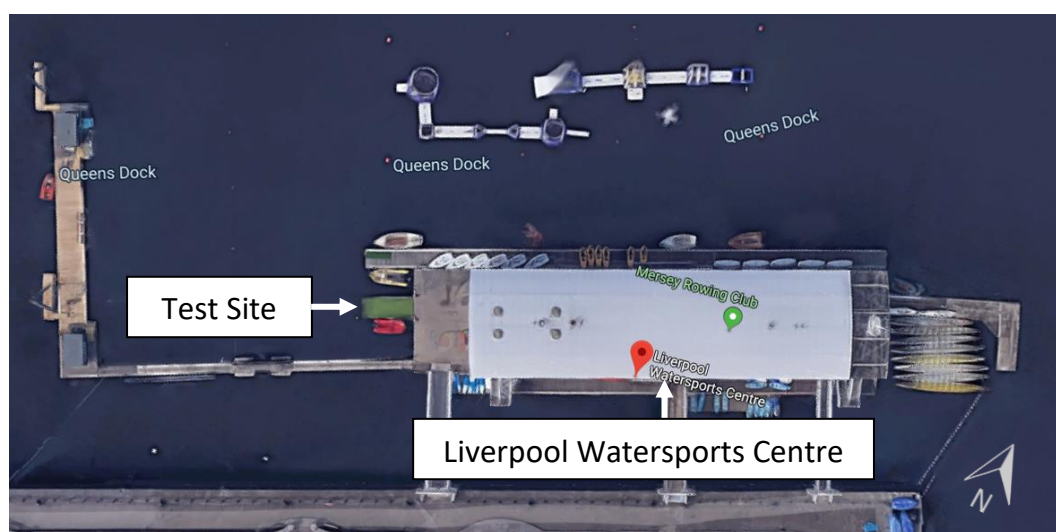 Queens Dock
Queens Dock
Queens Dock
Mersey Rowing Club
Test Site
Liverpool
Watersports Centre
Liverpool Watersports Centre
N